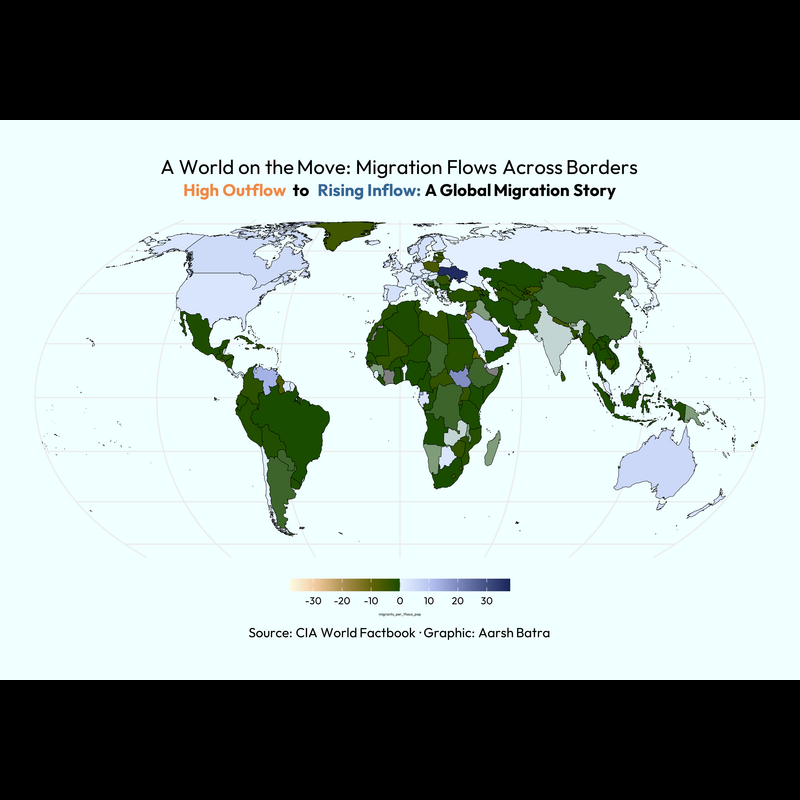 A World on the Move: Migration Flows Across Borders
High Outflow to Rising Inflow: A Global Migration Story
-30 -20 -10 0 10 20 30
migrants_per_thous_pop
Source: CIA World Factbook · Graphic: Aarsh Batra